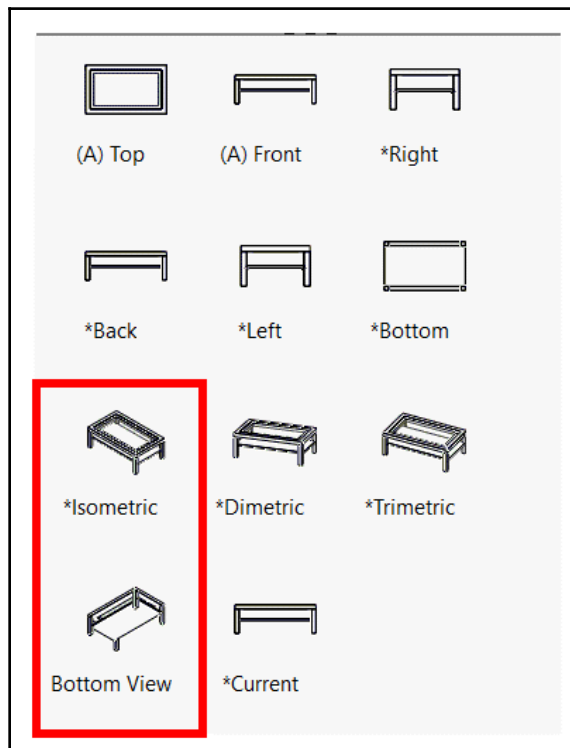 (A) Top (A) Front *Right
*Back *Left *Bottom
*Isometric *Dimetric *Trimetric
Bottom View *Current